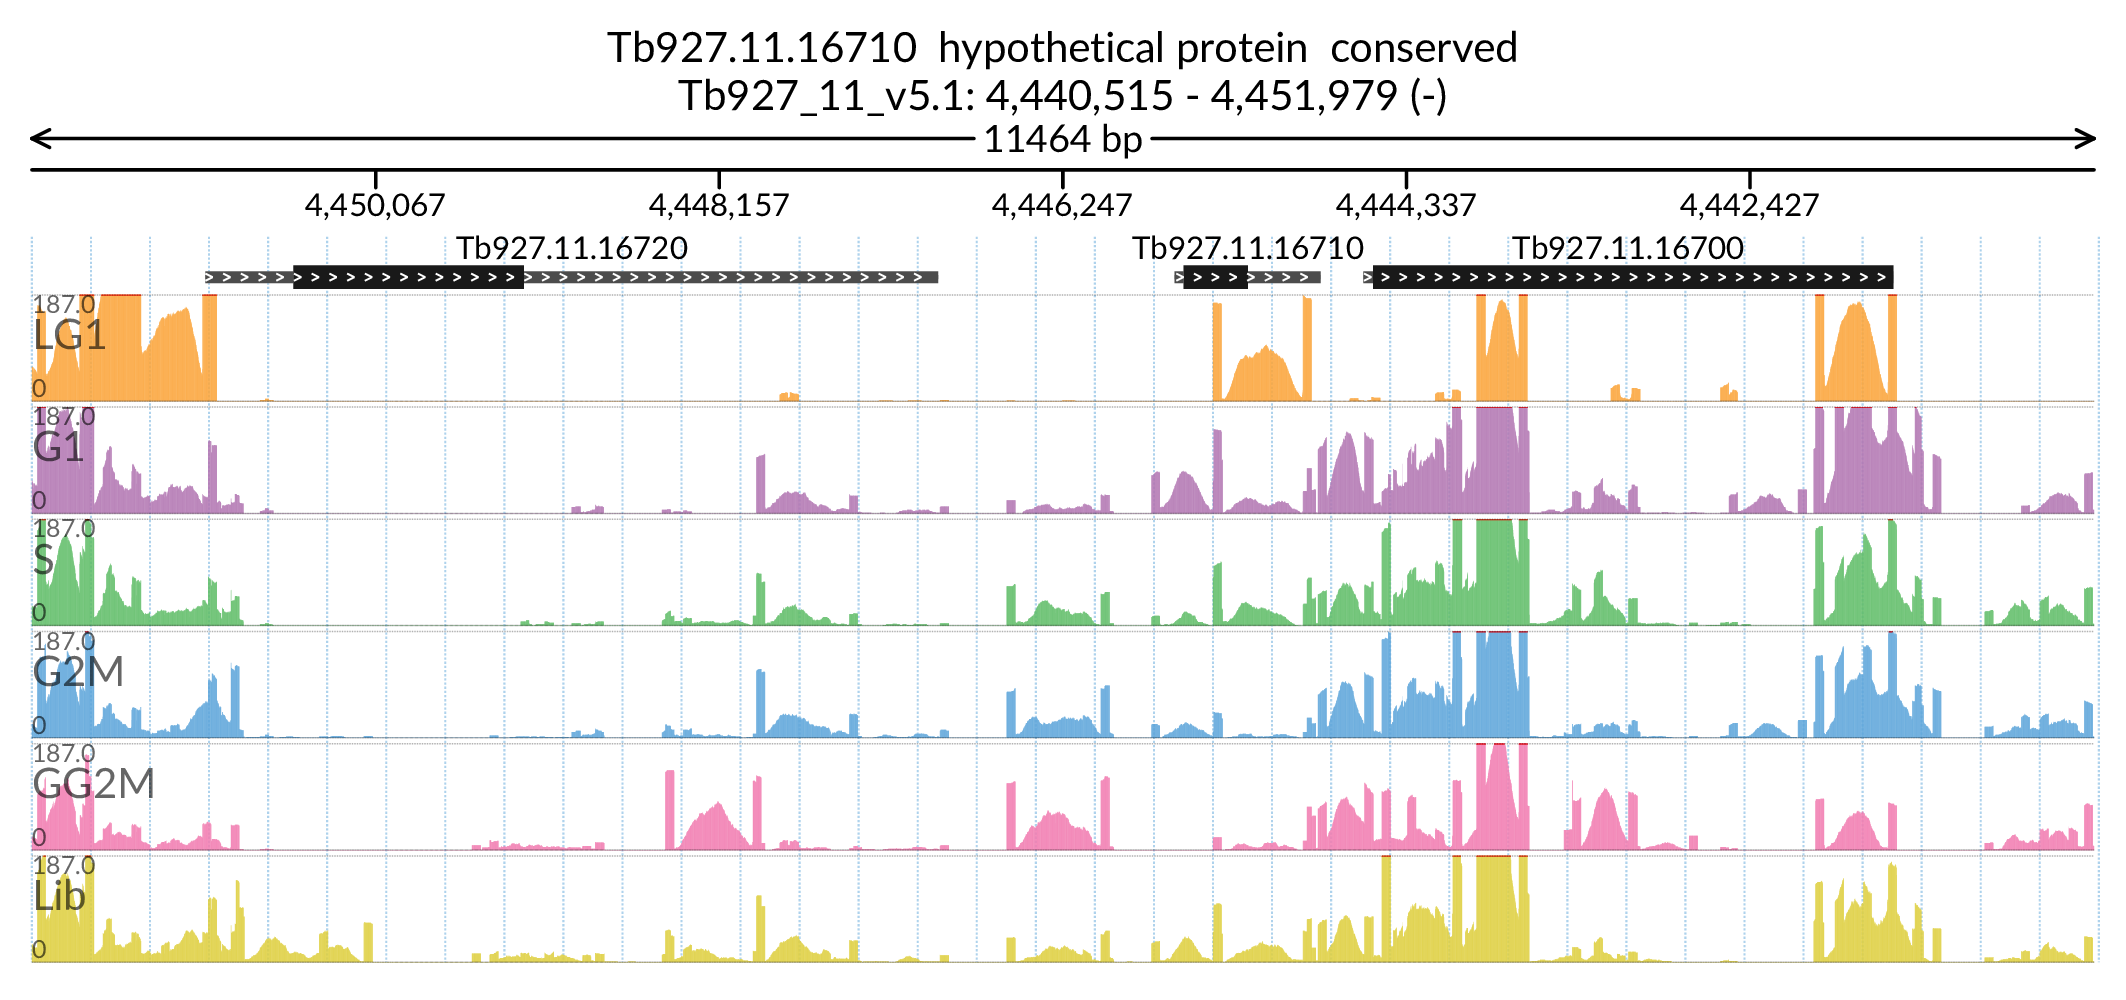 Tb927.11.16710  hypothetical protein  conserved
Tb927_11_v5.1: 4,440,515 - 4,451,979 (-)
11464 bp
4,450,067 4,448,157 4,446,247 4,444,337 4,442,427
Tb927.11.16720 Tb927.11.16710 Tb927.11.16700
187.0
LG1
0
187.0
G1
0
187.0
S
0
187.0
G2M
0
187.0
GG2M
0
187.0
Lib
0